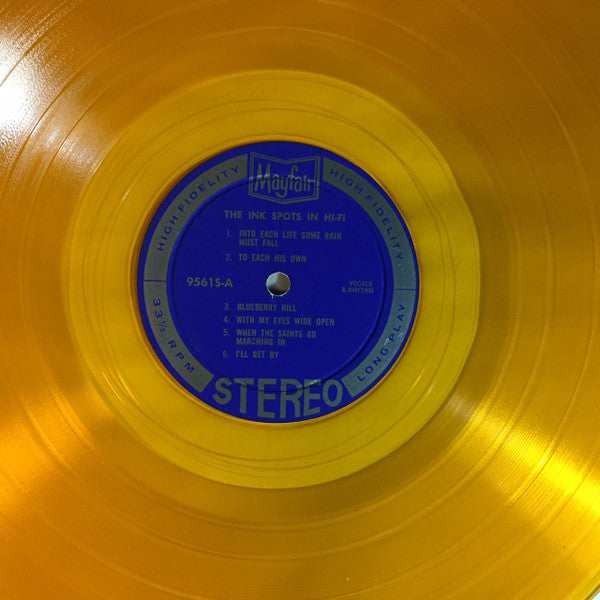 Mayfair
HIGH FIDELITY
HIGH FIDELITY
THE INK SPOTS IN HI-FI
1. INTO EACH LIFE SOME RAIN
MUST FALL
2. TO EACH HIS OWN
9561S-A
VOCALS
& RHYTHM
3. BLUEBERRY HILL
4. WITH MY EYES WIDE OPEN
5. WHEN THE SAINTS GO
MARCHING IN
6. I'LL GET BY
33⅓ RPM
LONG PLAY
STEREO